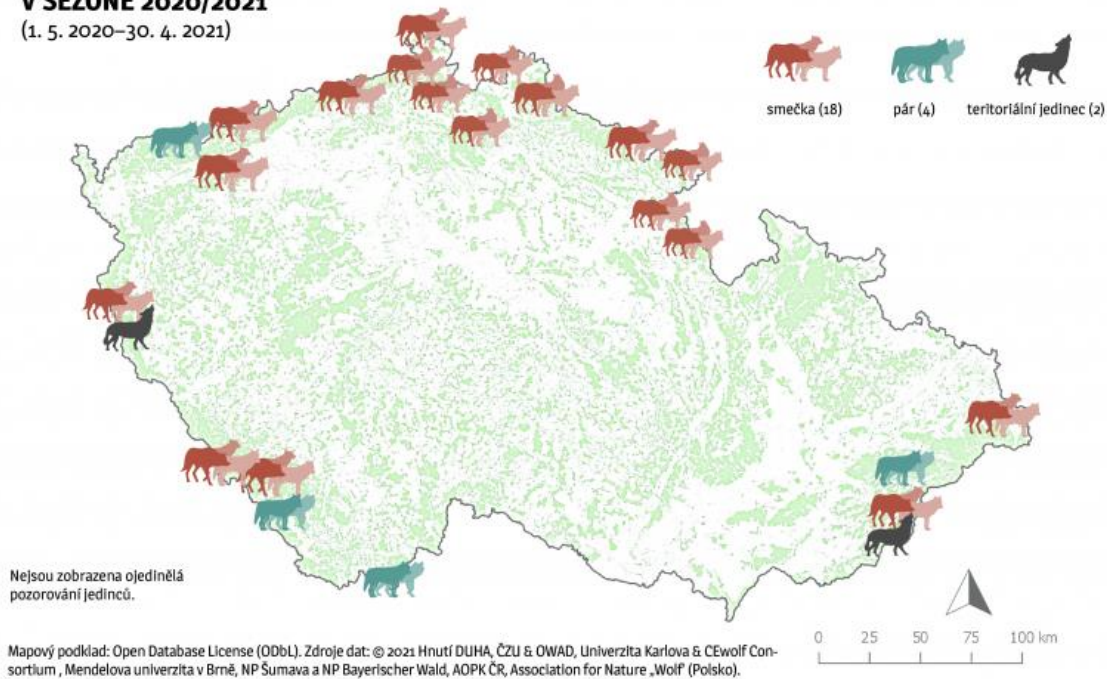 V SEZÓNĚ 2020/2021
(1. 5. 2020–30. 4. 2021)
smečka (18)
pár (4)
teritoriální jedinec (2)
Nejsou zobrazena ojedinělá
pozorování jedinců.
0 25 50 75 100 km
Mapový podklad: Open Database License (ODbL). Zdroje dat: © 2021 Hnutí DUHA, ČZU & OWAD, Univerzita Karlova & CEwolf Con-
sortium , Mendelova univerzita v Brně, NP Šumava a NP Bayerischer Wald, AOPK ČR, Association for Nature „Wolf" (Polsko).